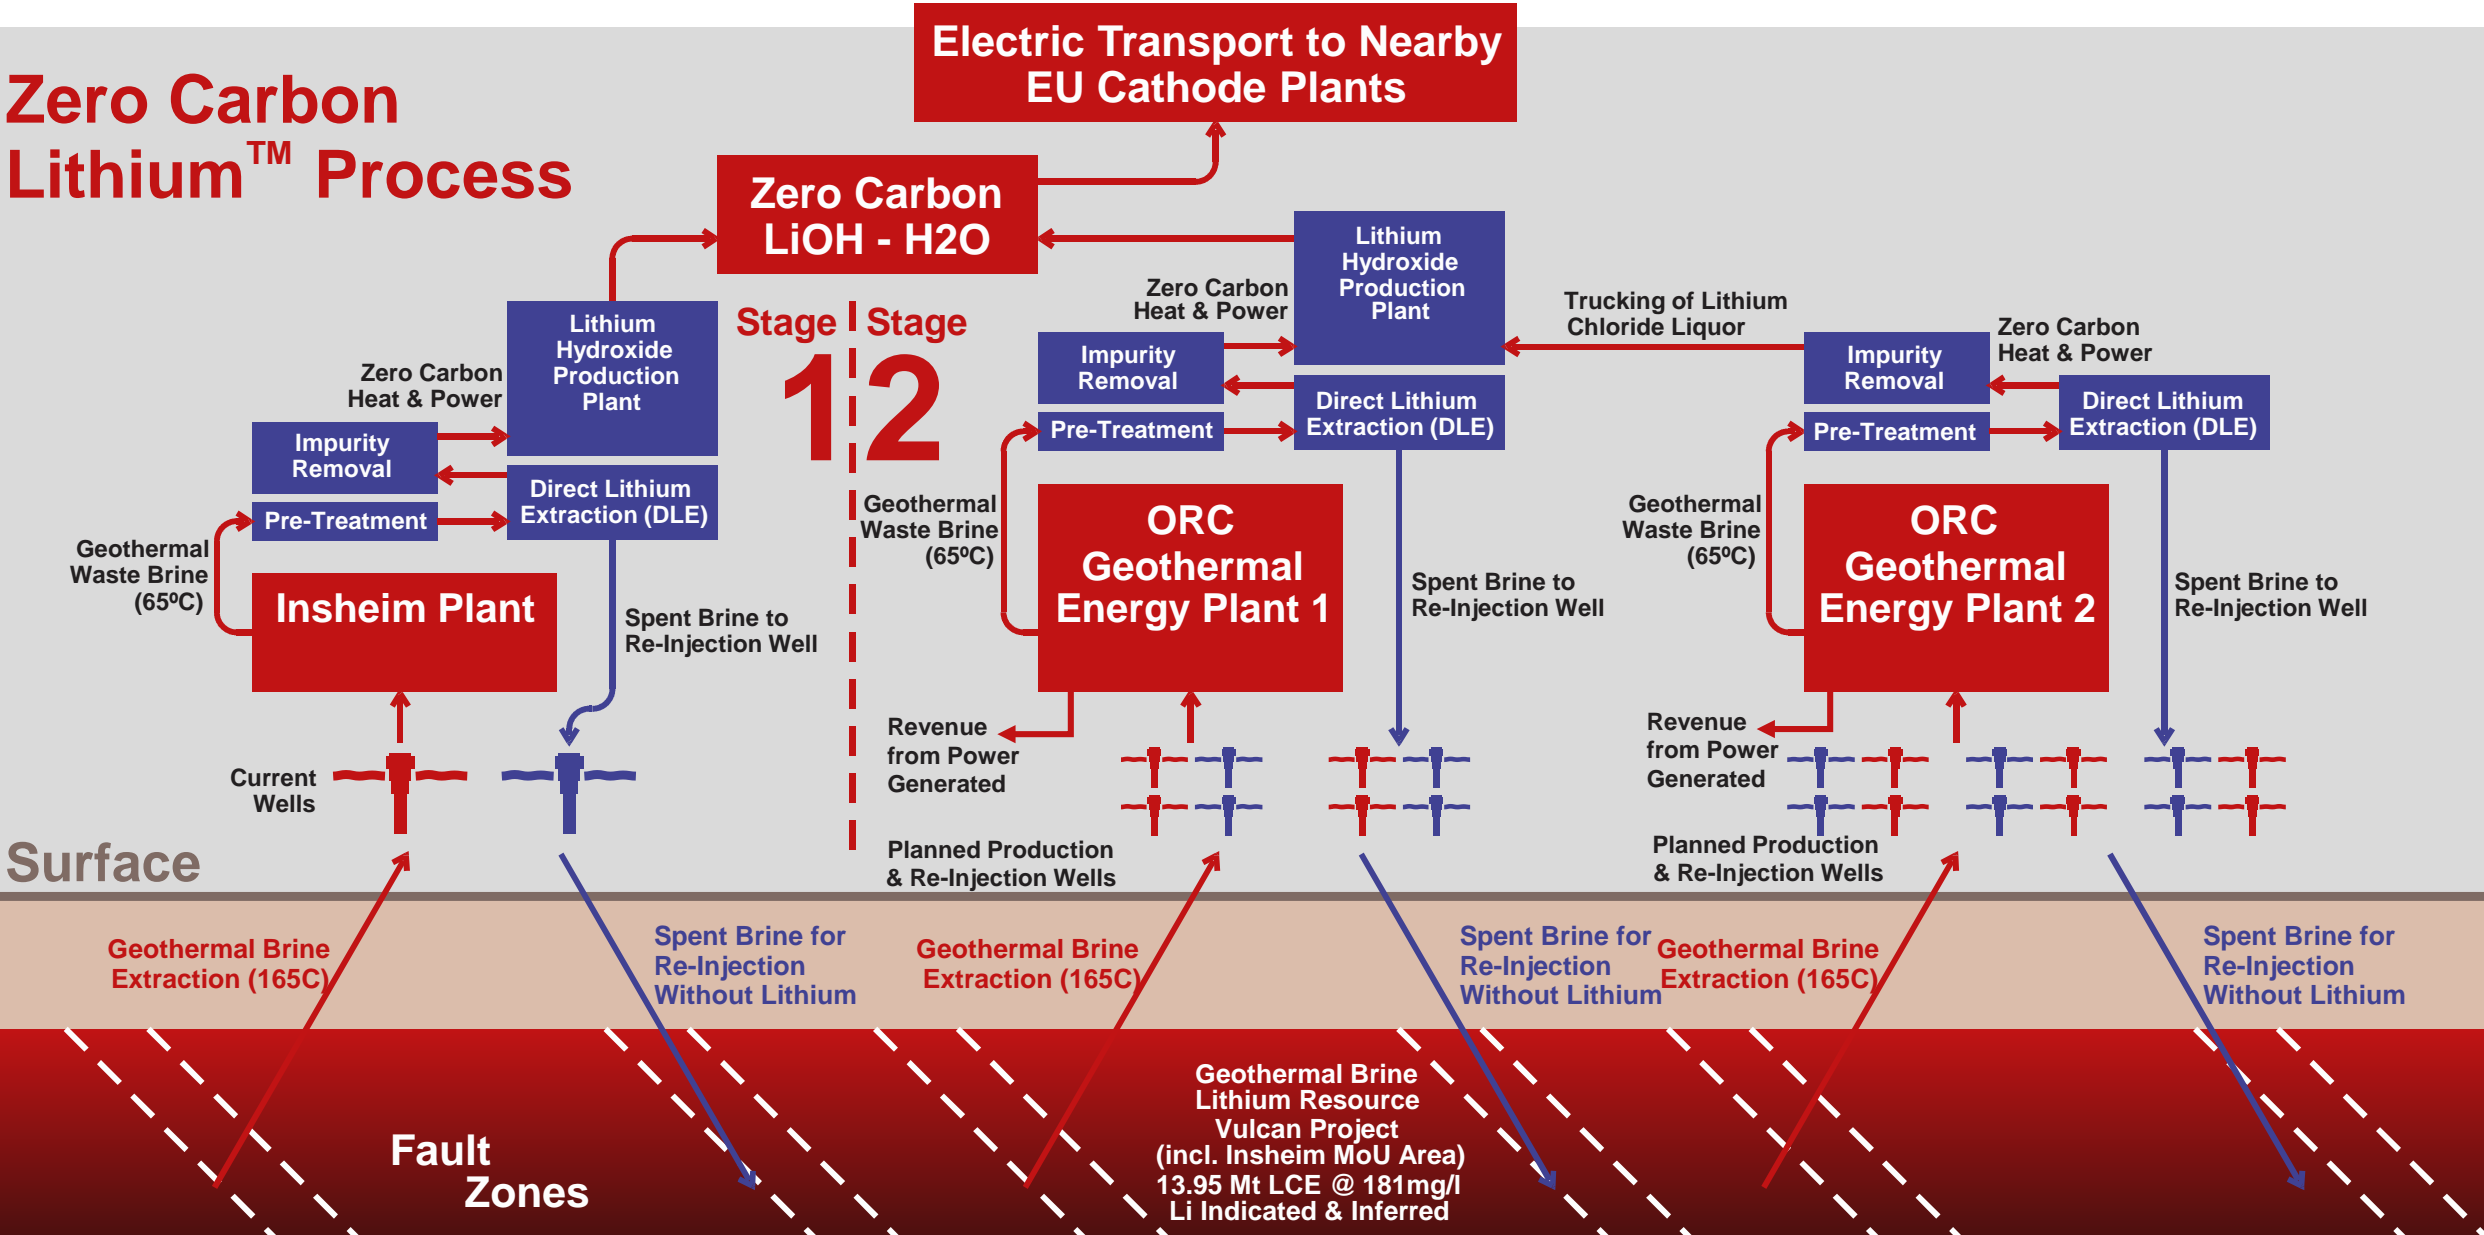 Electric Transport to Nearby
EU Cathode Plants
Zero Carbon
Lithium™ Process
Zero Carbon
LiOH - H2O
Stage
1
Stage
2
Lithium
Hydroxide
Production
Plant
Zero Carbon
Heat & Power
Impurity
Removal
Pre-Treatment
Direct Lithium
Extraction (DLE)
Geothermal
Waste Brine
(65ºC)
Insheim Plant
Spent Brine to
Re-Injection Well
Current
Wells
Lithium
Hydroxide
Production
Plant
Zero Carbon
Heat & Power
Impurity
Removal
Pre-Treatment
Direct Lithium
Extraction (DLE)
Geothermal
Waste Brine
(65ºC)
ORC
Geothermal
Energy Plant 1
Spent Brine to
Re-Injection Well
Revenue
from Power
Generated
Planned Production
& Re-Injection Wells
Trucking of Lithium
Chloride Liquor
Zero Carbon
Heat & Power
Impurity
Removal
Pre-Treatment
Direct Lithium
Extraction (DLE)
Geothermal
Waste Brine
(65ºC)
ORC
Geothermal
Energy Plant 2
Spent Brine to
Re-Injection Well
Revenue
from Power
Generated
Planned Production
& Re-Injection Wells
Surface
Geothermal Brine
Extraction (165C)
Spent Brine for
Re-Injection
Without Lithium
Geothermal Brine
Extraction (165C)
Spent Brine for
Re-Injection
Without Lithium
Geothermal Brine
Extraction (165C)
Spent Brine for
Re-Injection
Without Lithium
Fault
Zones
Geothermal Brine
Lithium Resource
Vulcan Project
(incl. Insheim MoU Area)
13.95 Mt LCE @ 181mg/l
Li Indicated & Inferred